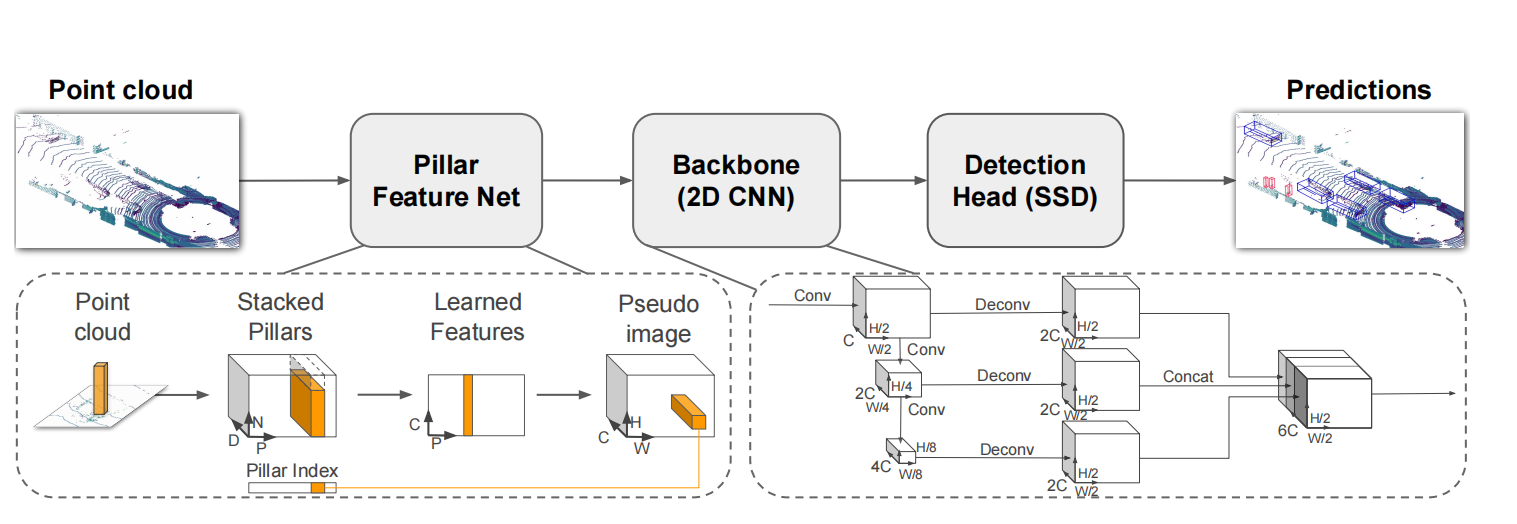 Point cloud
Pillar
Feature Net
Backbone
(2D CNN)
Detection
Head (SSD)
Predictions
Point
cloud
Stacked
Pillars
Learned
Features
Pseudo
image
N
D
P
C
P
H
C
W
Pillar Index
Conv
H/2
C
W/2
Conv
H/4
2C
W/4
Conv
H/8
4C
W/8
Deconv
Deconv
Deconv
H/2
2C
W/2
H/2
2C
W/2
H/2
2C
W/2
Concat
H/2
6C
W/2